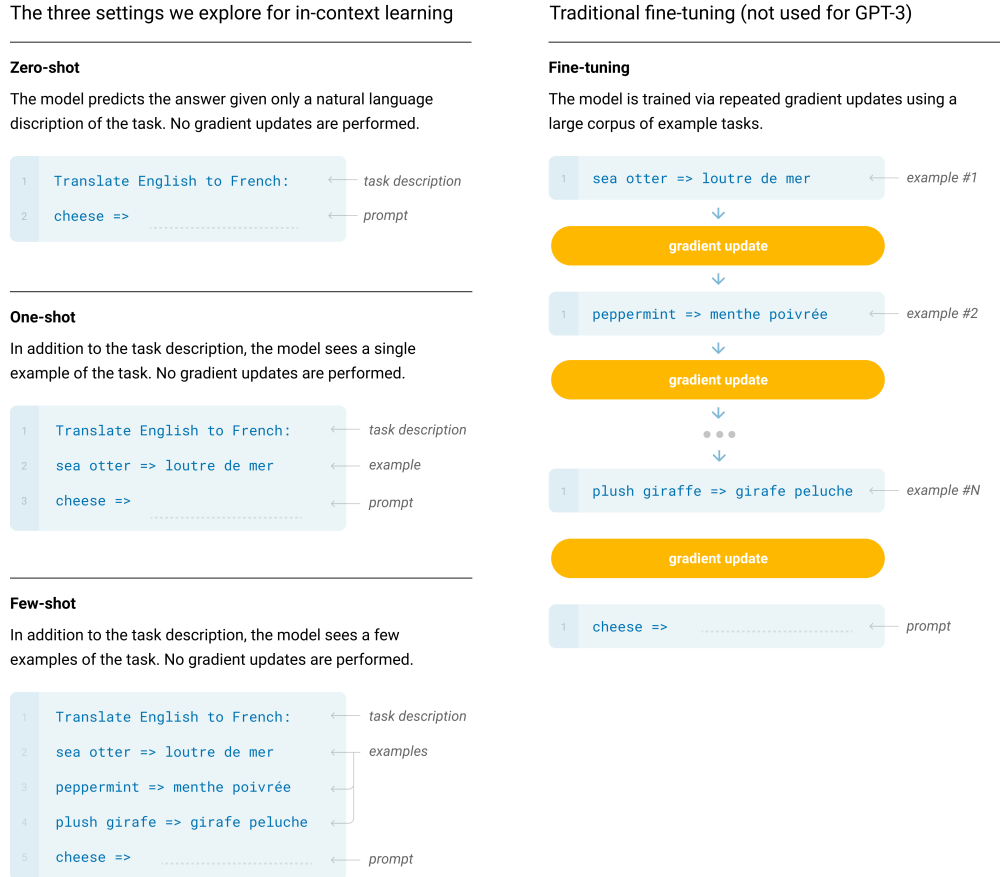 The three settings we explore for in-context learning
Zero-shot
The model predicts the answer given only a natural language
discription of the task. No gradient updates are performed.
1 Translate English to French: task description
2 cheese => prompt
One-shot
In addition to the task description, the model sees a single
example of the task. No gradient updates are performed.
1 Translate English to French: task description
2 sea otter => loutre de mer example
3 cheese => prompt
Few-shot
In addition to the task description, the model sees a few
examples of the task. No gradient updates are performed.
1 Translate English to French: task description
2 sea otter => loutre de mer examples
3 peppermint => menthe poivrée
4 plush girafe => girafe peluche
5 cheese => prompt
Traditional fine-tuning (not used for GPT-3)
Fine-tuning
The model is trained via repeated gradient updates using a
large corpus of example tasks.
1 sea otter => loutre de mer example #1
gradient update
1 peppermint => menthe poivrée example #2
gradient update
1 plush giraffe => girafe peluche example #N
gradient update
1 cheese => prompt